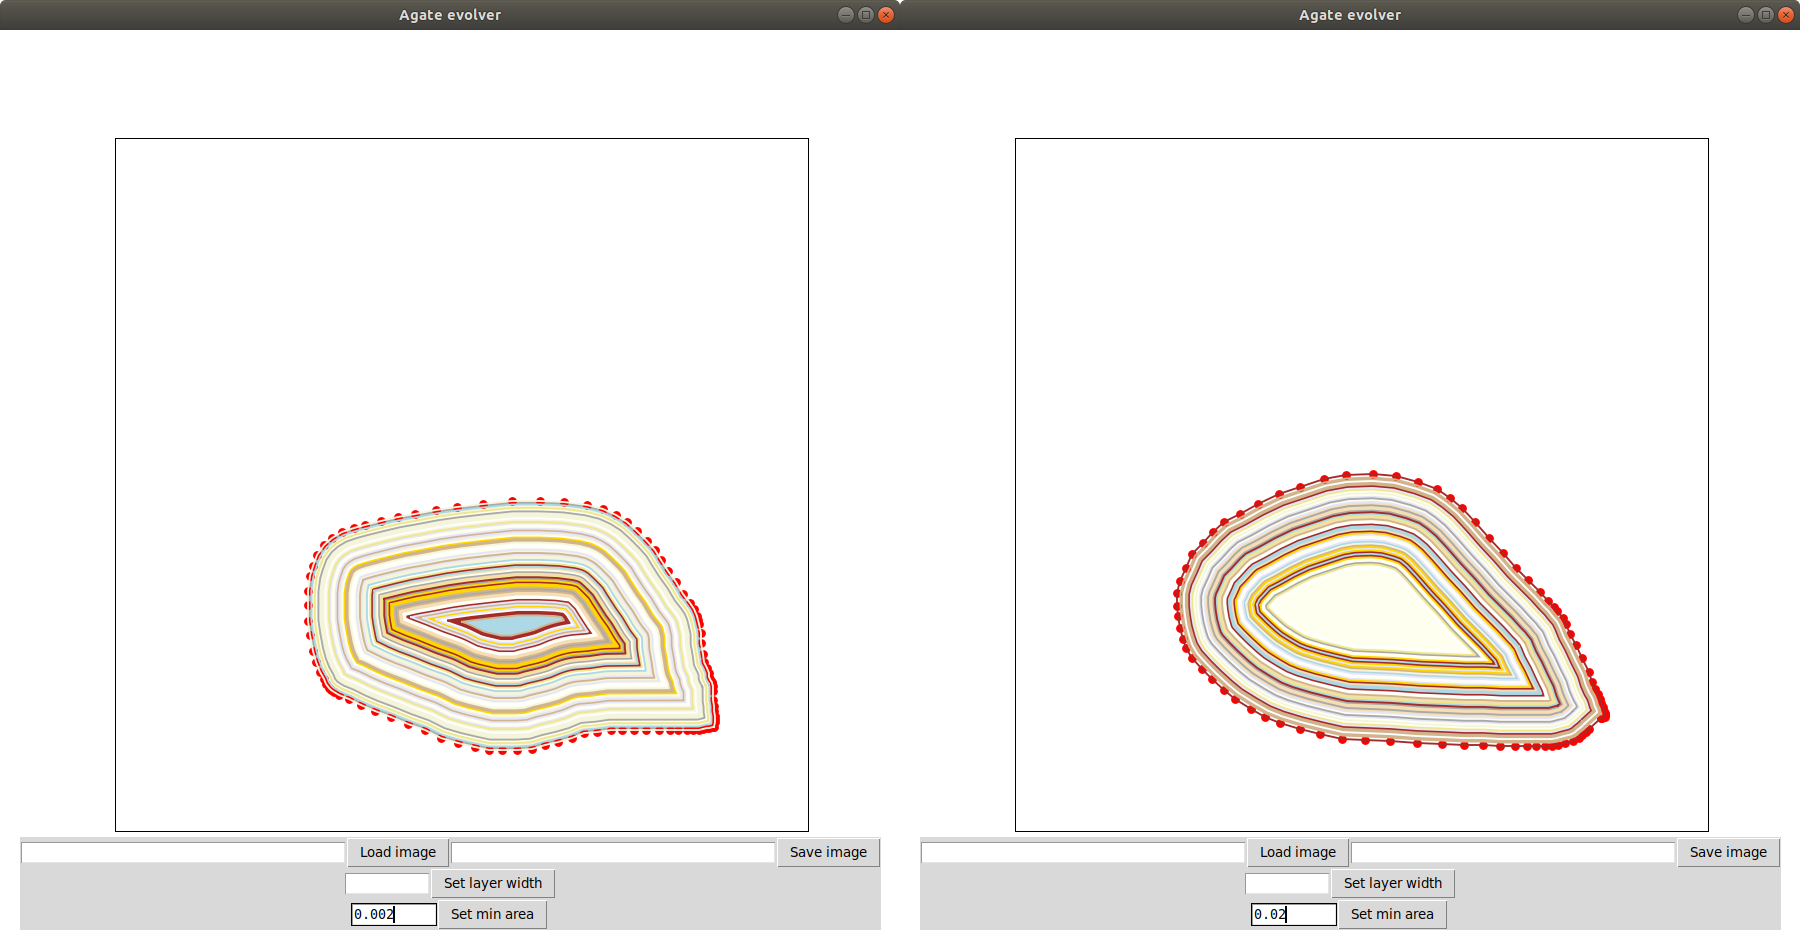 Agate evolver
Agate evolver
Load image
Save image
Load image
Save image
Set layer width
Set layer width
0.002
Set min area
0.02
Set min area